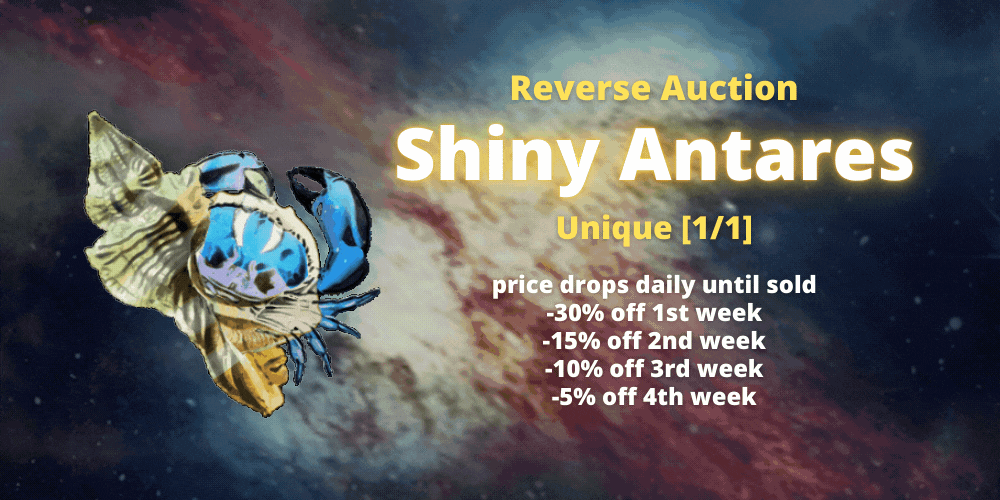 Reverse Auction
Shiny Antares
Unique [1/1]
price drops daily until sold
-30% off 1st week
-15% off 2nd week
-10% off 3rd week
-5% off 4th week